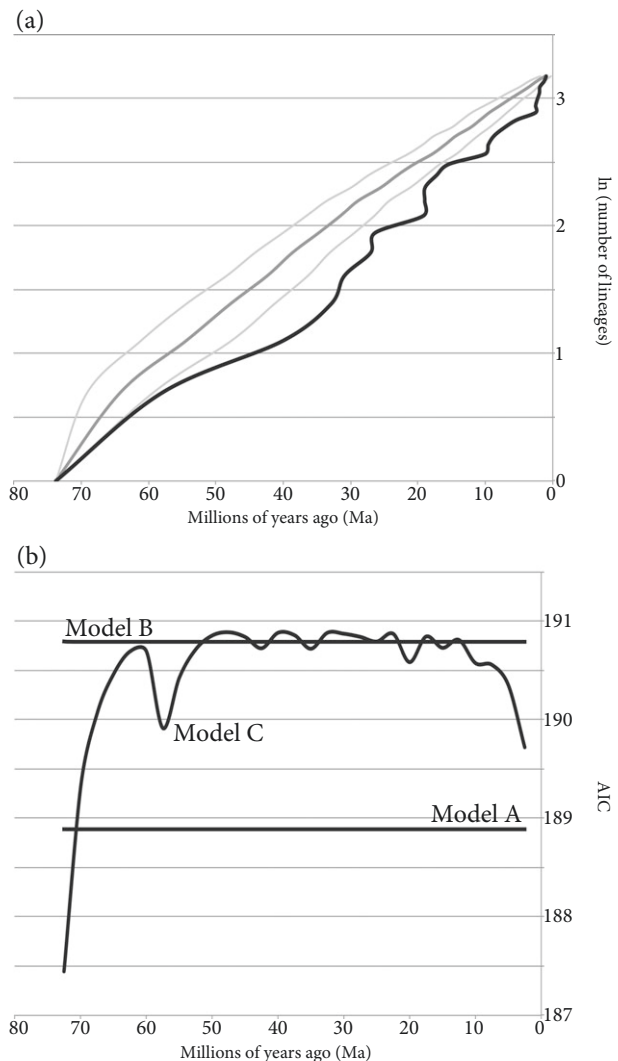 (a)
3
2
1
0
ln (number of lineages)
80 70 60 50 40 30 20 10 0
Millions of years ago (Ma)
(b)
Model B
191
190
Model C
189
Model A
188
187
AIC
80 70 60 50 40 30 20 10 0
Millions of years ago (Ma)